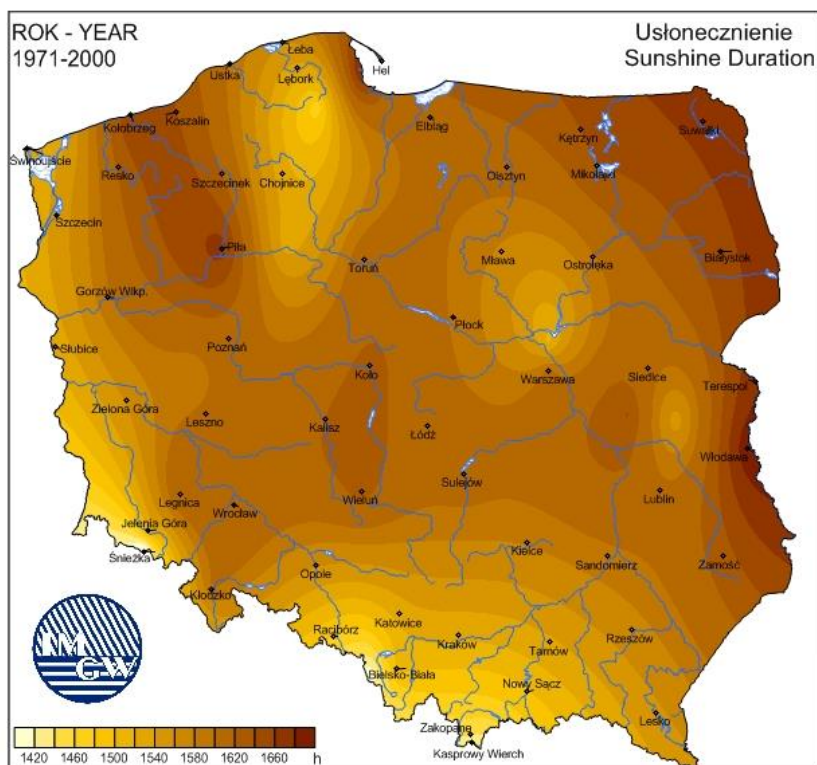 ROK - YEAR
1971-2000
Usłonecznienie
Sunshine Duration
Łeba
Hel
Ustka
Lębork
Kołobrzeg
Koszalin
Elbląg
Kętrzyn
Suwałki
Świnoujście
Resko
Szczecinek
Chojnice
Olsztyn
Mikołajki
Szczecin
Piła
Toruń
Mława
Ostrołęka
Białystok
Gorzów Wlkp.
Płock
Słubice
Poznań
Koło
Warszawa
Siedlce
Terespol
Zielona Góra
Leszno
Kalisz
Łódź
Włodawa
Legnica
Wrocław
Wieluń
Sulejów
Lublin
Jelenia Góra
Śnieżka
Opole
Kielce
Sandomierz
Zamość
Kłodzko
Racibórz
Katowice
Kraków
Tarnów
Rzeszów
Bielsko-Biała
Nowy Sącz
Lesko
Zakopane
Kasprowy Wierch
IM
G-W
1420 1460 1500 1540 1580 1620 1660 h